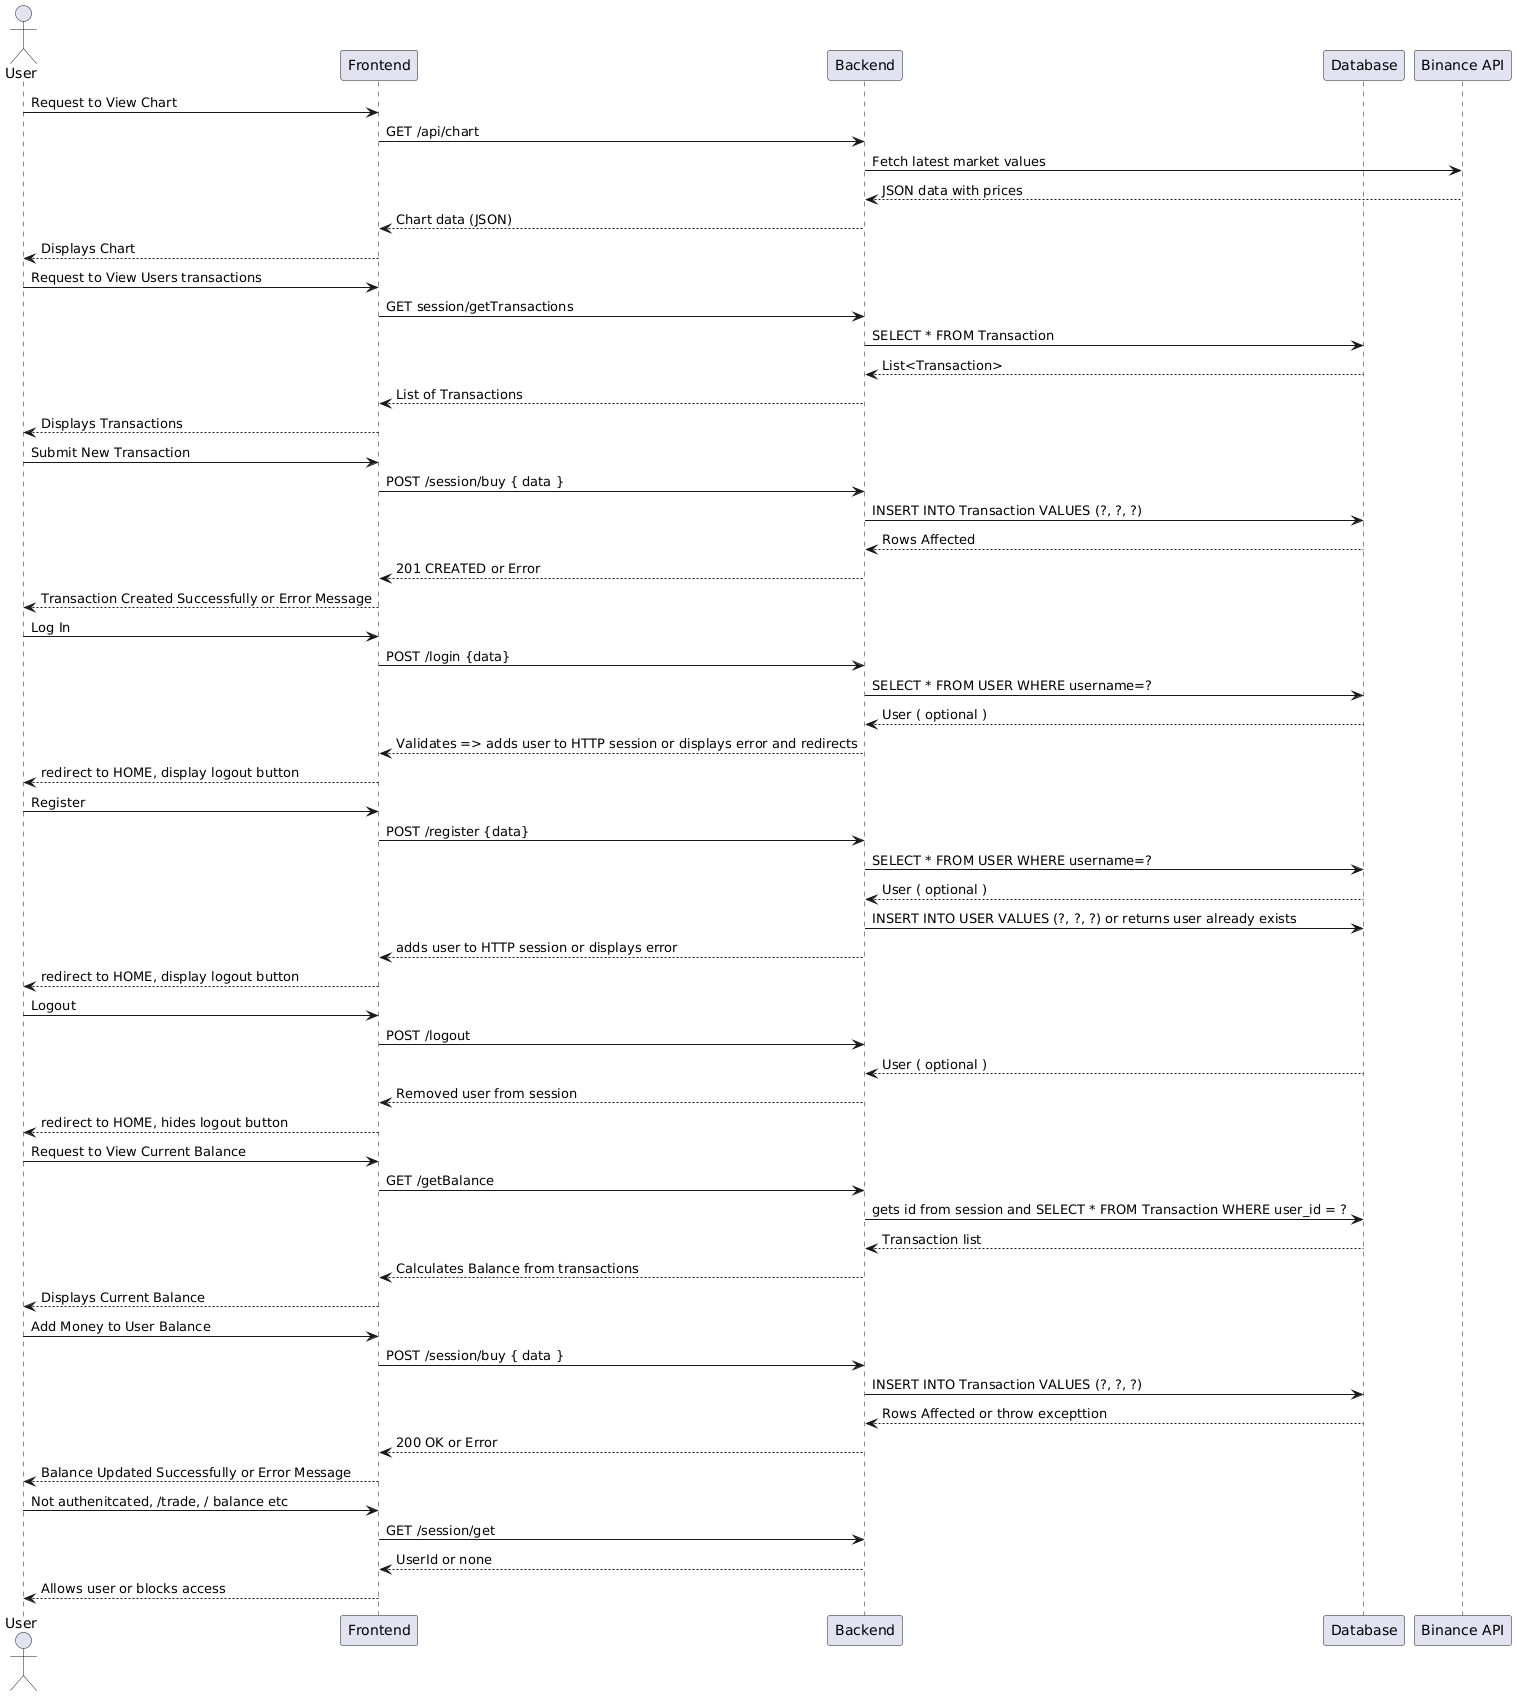 User
Frontend
Backend
Database
Binance API
Request to View Chart
GET /api/chart
Fetch latest market values
JSON data with prices
Chart data (JSON)
Displays Chart
Request to View Users transactions
GET session/getTransactions
SELECT * FROM Transaction
List<Transaction>
List of Transactions
Displays Transactions
Submit New Transaction
POST /session/buy { data }
INSERT INTO Transaction VALUES (?, ?, ?)
Rows Affected
201 CREATED or Error
Transaction Created Successfully or Error Message
Log In
POST /login {data}
SELECT * FROM USER WHERE username=?
User ( optional )
Validates => adds user to HTTP session or displays error and redirects
redirect to HOME, display logout button
Register
POST /register {data}
SELECT * FROM USER WHERE username=?
User ( optional )
INSERT INTO USER VALUES (?, ?, ?) or returns user already exists
adds user to HTTP session or displays error
redirect to HOME, display logout button
Logout
POST /logout
User ( optional )
Removed user from session
redirect to HOME, hides logout button
Request to View Current Balance
GET /getBalance
gets id from session and SELECT * FROM Transaction WHERE user_id = ?
Transaction list
Calculates Balance from transactions
Displays Current Balance
Add Money to User Balance
POST /session/buy { data }
INSERT INTO Transaction VALUES (?, ?, ?)
Rows Affected or throw excepttion
200 OK or Error
Balance Updated Successfully or Error Message
Not authenitcated, /trade, / balance etc
GET /session/get
UserId or none
Allows user or blocks access
User
Frontend
Backend
Database
Binance API